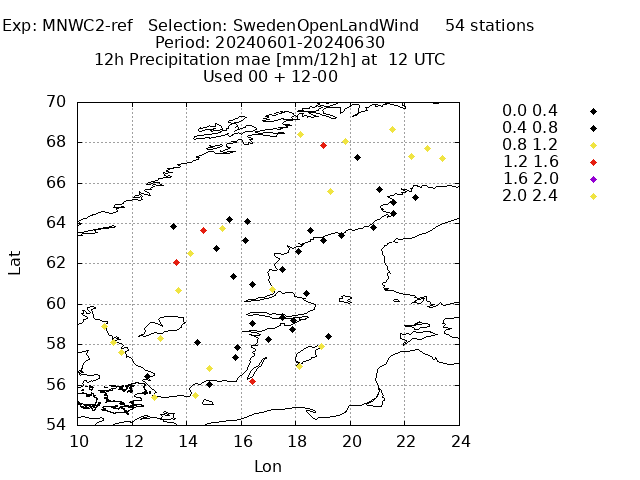 Exp: MNWC2-ref   Selection: SwedenOpenLandWind     54 stations
Period: 20240601-20240630
12h Precipitation mae [mm/12h] at  12 UTC
Used 00 + 12-00
70
68
66
64
62
60
58
56
54
10 12 14 16 18 20 22 24
Lat
Lon
0.0 0.4
0.4 0.8
0.8 1.2
1.2 1.6
1.6 2.0
2.0 2.4